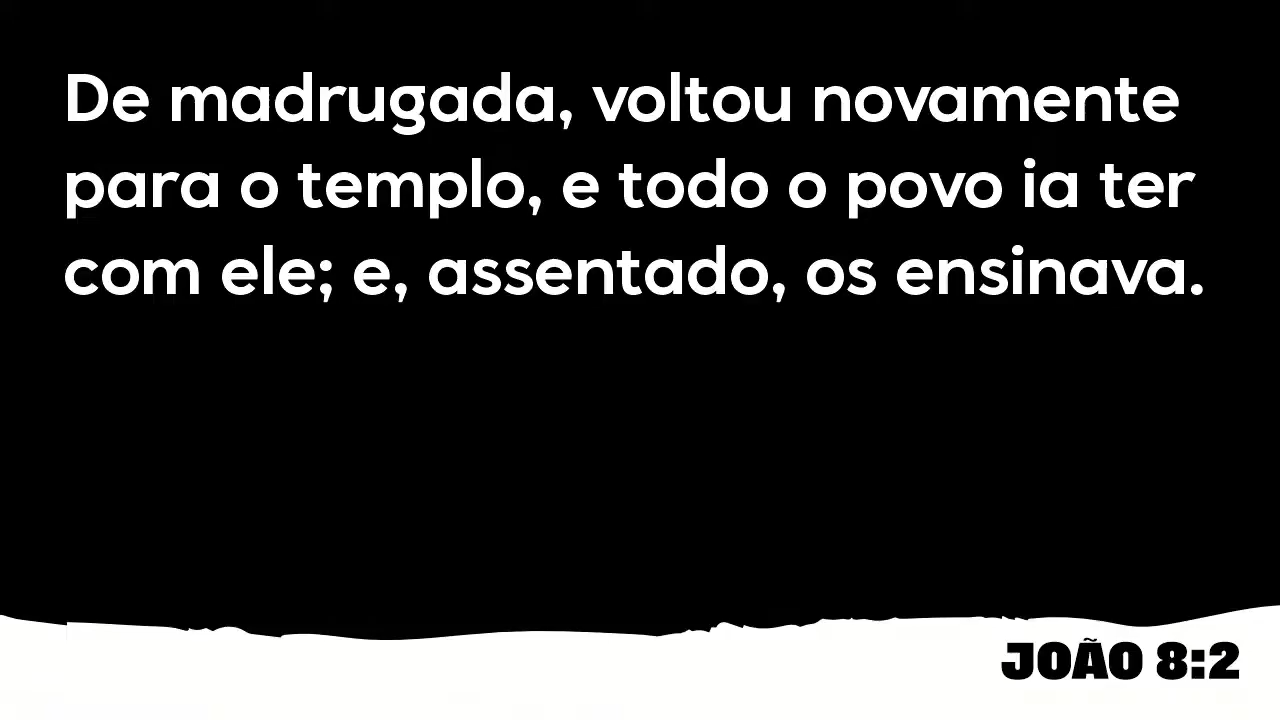 De madrugada, voltou novamente
para o templo, e todo o povo ia ter
com ele; e, assentado, os ensinava.
JOÃO 8:2